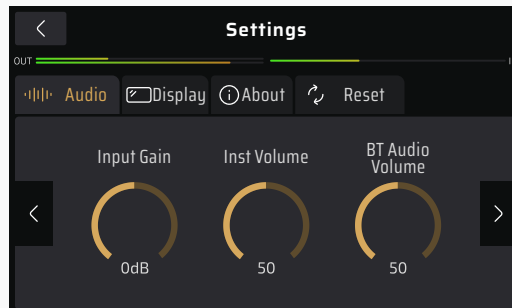 Settings
OUT
Audio
Display
About
Reset
Input Gain
Inst Volume
BT Audio
Volume
0dB
50
50